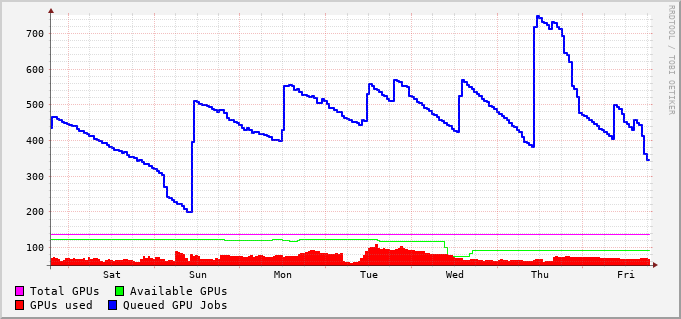 700
600
500
400
300
200
100
Sat Sun Mon Tue Wed Thu Fri
Total GPUs Available GPUs
GPUs used Queued GPU Jobs
RRDTOOL / TOBI OETIKER